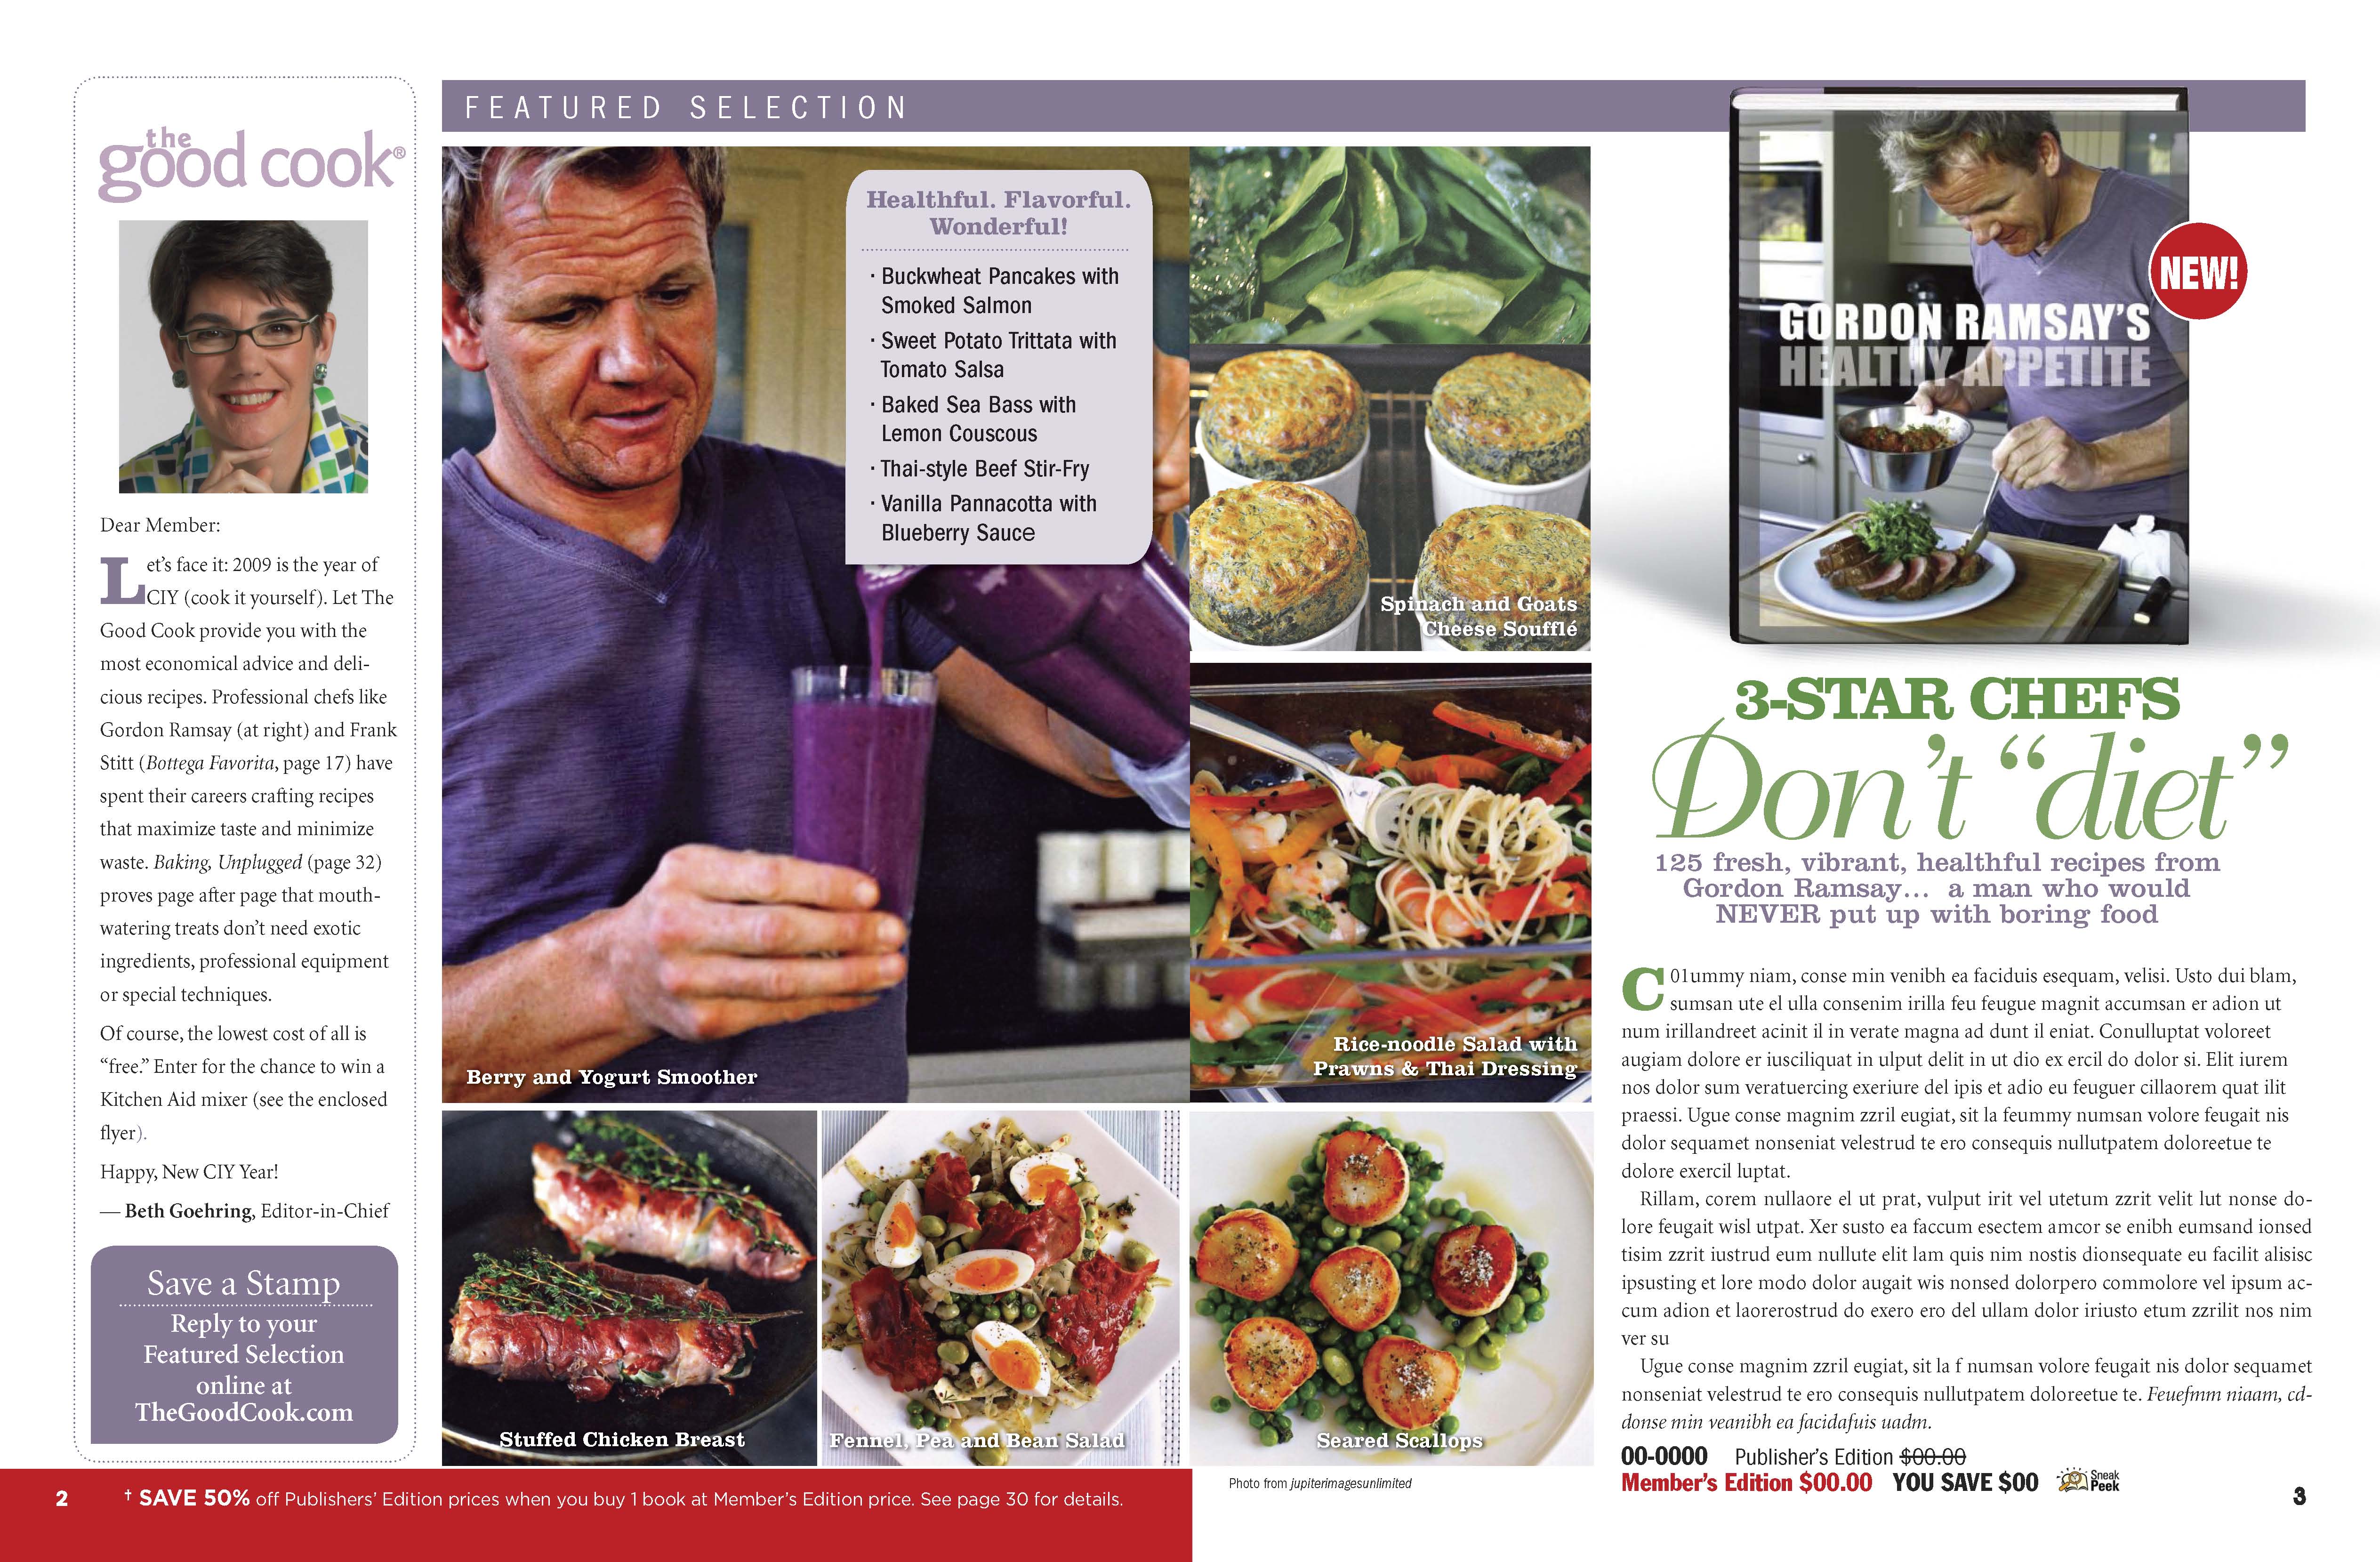 the
good cook®
Dear Member:
Let’s face it: 2009 is the year of
CIY (cook it yourself). Let The
Good Cook provide you with the
most economical advice and deli-
cious recipes. Professional chefs like
Gordon Ramsay (at right) and Frank
Stitt (Bottega Favorita, page 17) have
spent their careers crafting recipes
that maximize taste and minimize
waste. Baking, Unplugged (page 32)
proves page after page that mouth-
watering treats don’t need exotic
ingredients, professional equipment
or special techniques.
Of course, the lowest cost of all is
“free.” Enter for the chance to win a
Kitchen Aid mixer (see the enclosed
flyer).
Happy, New CIY Year!
— Beth Goehring, Editor-in-Chief
Save a Stamp
Reply to your
Featured Selection
online at
TheGoodCook.com
FEATURED SELECTION
Healthful. Flavorful.
Wonderful!
· Buckwheat Pancakes with
Smoked Salmon
· Sweet Potato Trittata with
Tomato Salsa
· Baked Sea Bass with
Lemon Couscous
· Thai-style Beef Stir-Fry
· Vanilla Pannacotta with
Blueberry Sauce
Berry and Yogurt Smoother
Spinach and Goats
Cheese Soufflé
Rice-noodle Salad with
Prawns & Thai Dressing
Stuffed Chicken Breast
Fennel, Pea and Bean Salad
Seared Scallops
GORDON RAMSAY’S
HEALTHY APPETITE
NEW!
3-STAR CHEFS
Don’t “diet”
125 fresh, vibrant, healthful recipes from
Gordon Ramsay… a man who would
NEVER put up with boring food
C01ummy niam, conse min venibh ea faciduis esequam, velisi. Usto dui blam,
sumsan ute el ulla consenim irilla feu feugue magnit accumsan er adion ut
num irillandreet acinit il in verate magna ad dunt il eniat. Conulluptat voloreet
augiam dolore er iusciliquat in ulput delit in ut dio ex ercil do dolor si. Elit iurem
nos dolor sum veratuercing exeriure del ipis et adio eu feuguer cillaorem quat ilit
praessi. Ugue conse magnim zzril eugiat, sit la feummy numsan volore feugait nis
dolor sequamet nonseniat velestrud te ero consequis nullutpatem doloreetue te
dolore exercil luptat.
Rillam, corem nullaore el ut prat, vulput irit vel utetum zzrit velit lut nonse do-
lore feugait wisl utpat. Xer susto ea faccum esectem amcor se enibh eumsand ionsed
tisim zzrit iustrud eum nullute elit lam quis nim nostis dionsequate eu facilit alisisc
ipsusting et lore modo dolor augait wis nonsed dolorpero commolore vel ipsum ac-
cum adion et laorerostrud do exero ero del ullam dolor iriusto etum zzrilit nos nim
ver su
Ugue conse magnim zzril eugiat, sit la f numsan volore feugait nis dolor sequamet
nonseniat velestrud te ero consequis nullutpatem doloreetue te. Feuefmm niaam, cd-
donse min veanibh ea facidafuis uadm.
00-0000 Publisher’s Edition $00.00
Member’s Edition $00.00 YOU SAVE $00 Sneak
Peek
2 † SAVE 50% off Publishers’ Edition prices when you buy 1 book at Member’s Edition price. See page 30 for details.
Photo from jupiterimagesunlimited
3